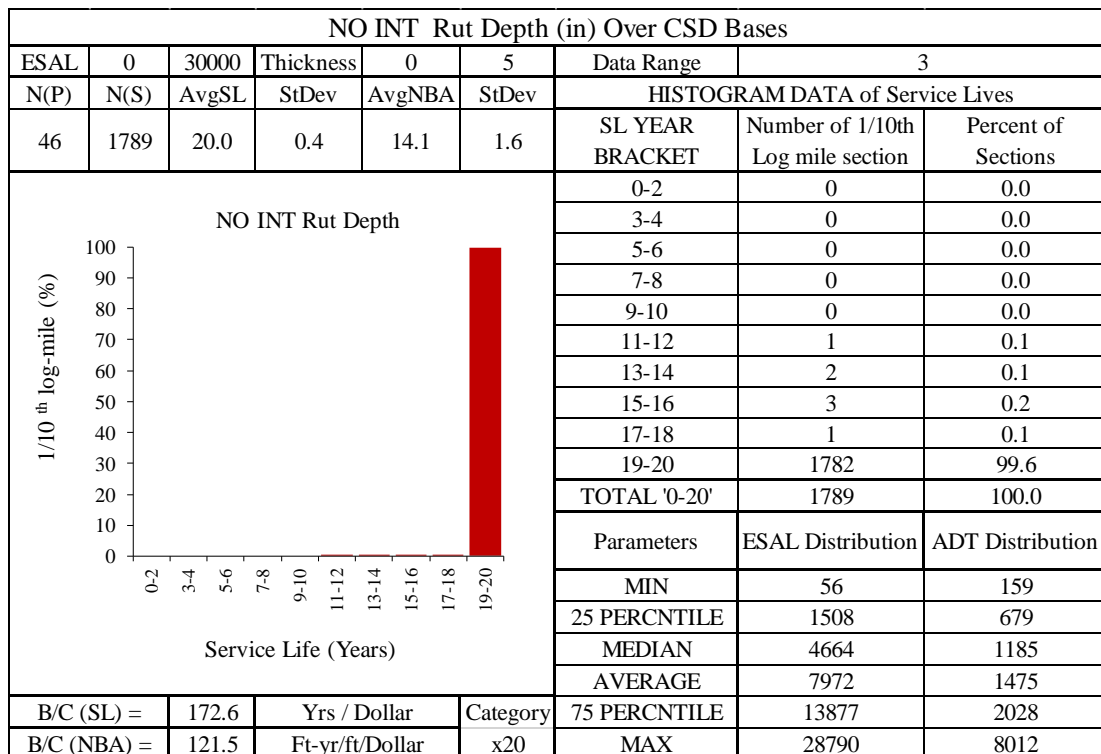 NO INT Rut Depth (in) Over CSD Bases
ESAL 0 30000 Thickness 0 5 Data Range 3
N(P) N(S) AvgSL StDev AvgNBA StDev HISTOGRAM DATA of Service Lives
46 1789 20.0 0.4 14.1 1.6
SL YEAR BRACKET Number of 1/10th Log mile section Percent of Sections
0-2 0 0.0
3-4 0 0.0
5-6 0 0.0
7-8 0 0.0
9-10 0 0.0
11-12 1 0.1
13-14 2 0.1
15-16 3 0.2
17-18 1 0.1
19-20 1782 99.6
TOTAL '0-20' 1789 100.0
Parameters ESAL Distribution ADT Distribution
MIN 56 159
25 PERCNTILE 1508 679
MEDIAN 4664 1185
AVERAGE 7972 1475
75 PERCNTILE 13877 2028
MAX 28790 8012
NO INT Rut Depth
1/10 th log-mile (%)
100
90
80
70
60
50
40
30
20
10
0
0-2
3-4
5-6
7-8
9-10
11-12
13-14
15-16
17-18
19-20
Service Life (Years)
B/C (SL) = 172.6 Yrs / Dollar Category
B/C (NBA) = 121.5 Ft-yr/ft/Dollar x20